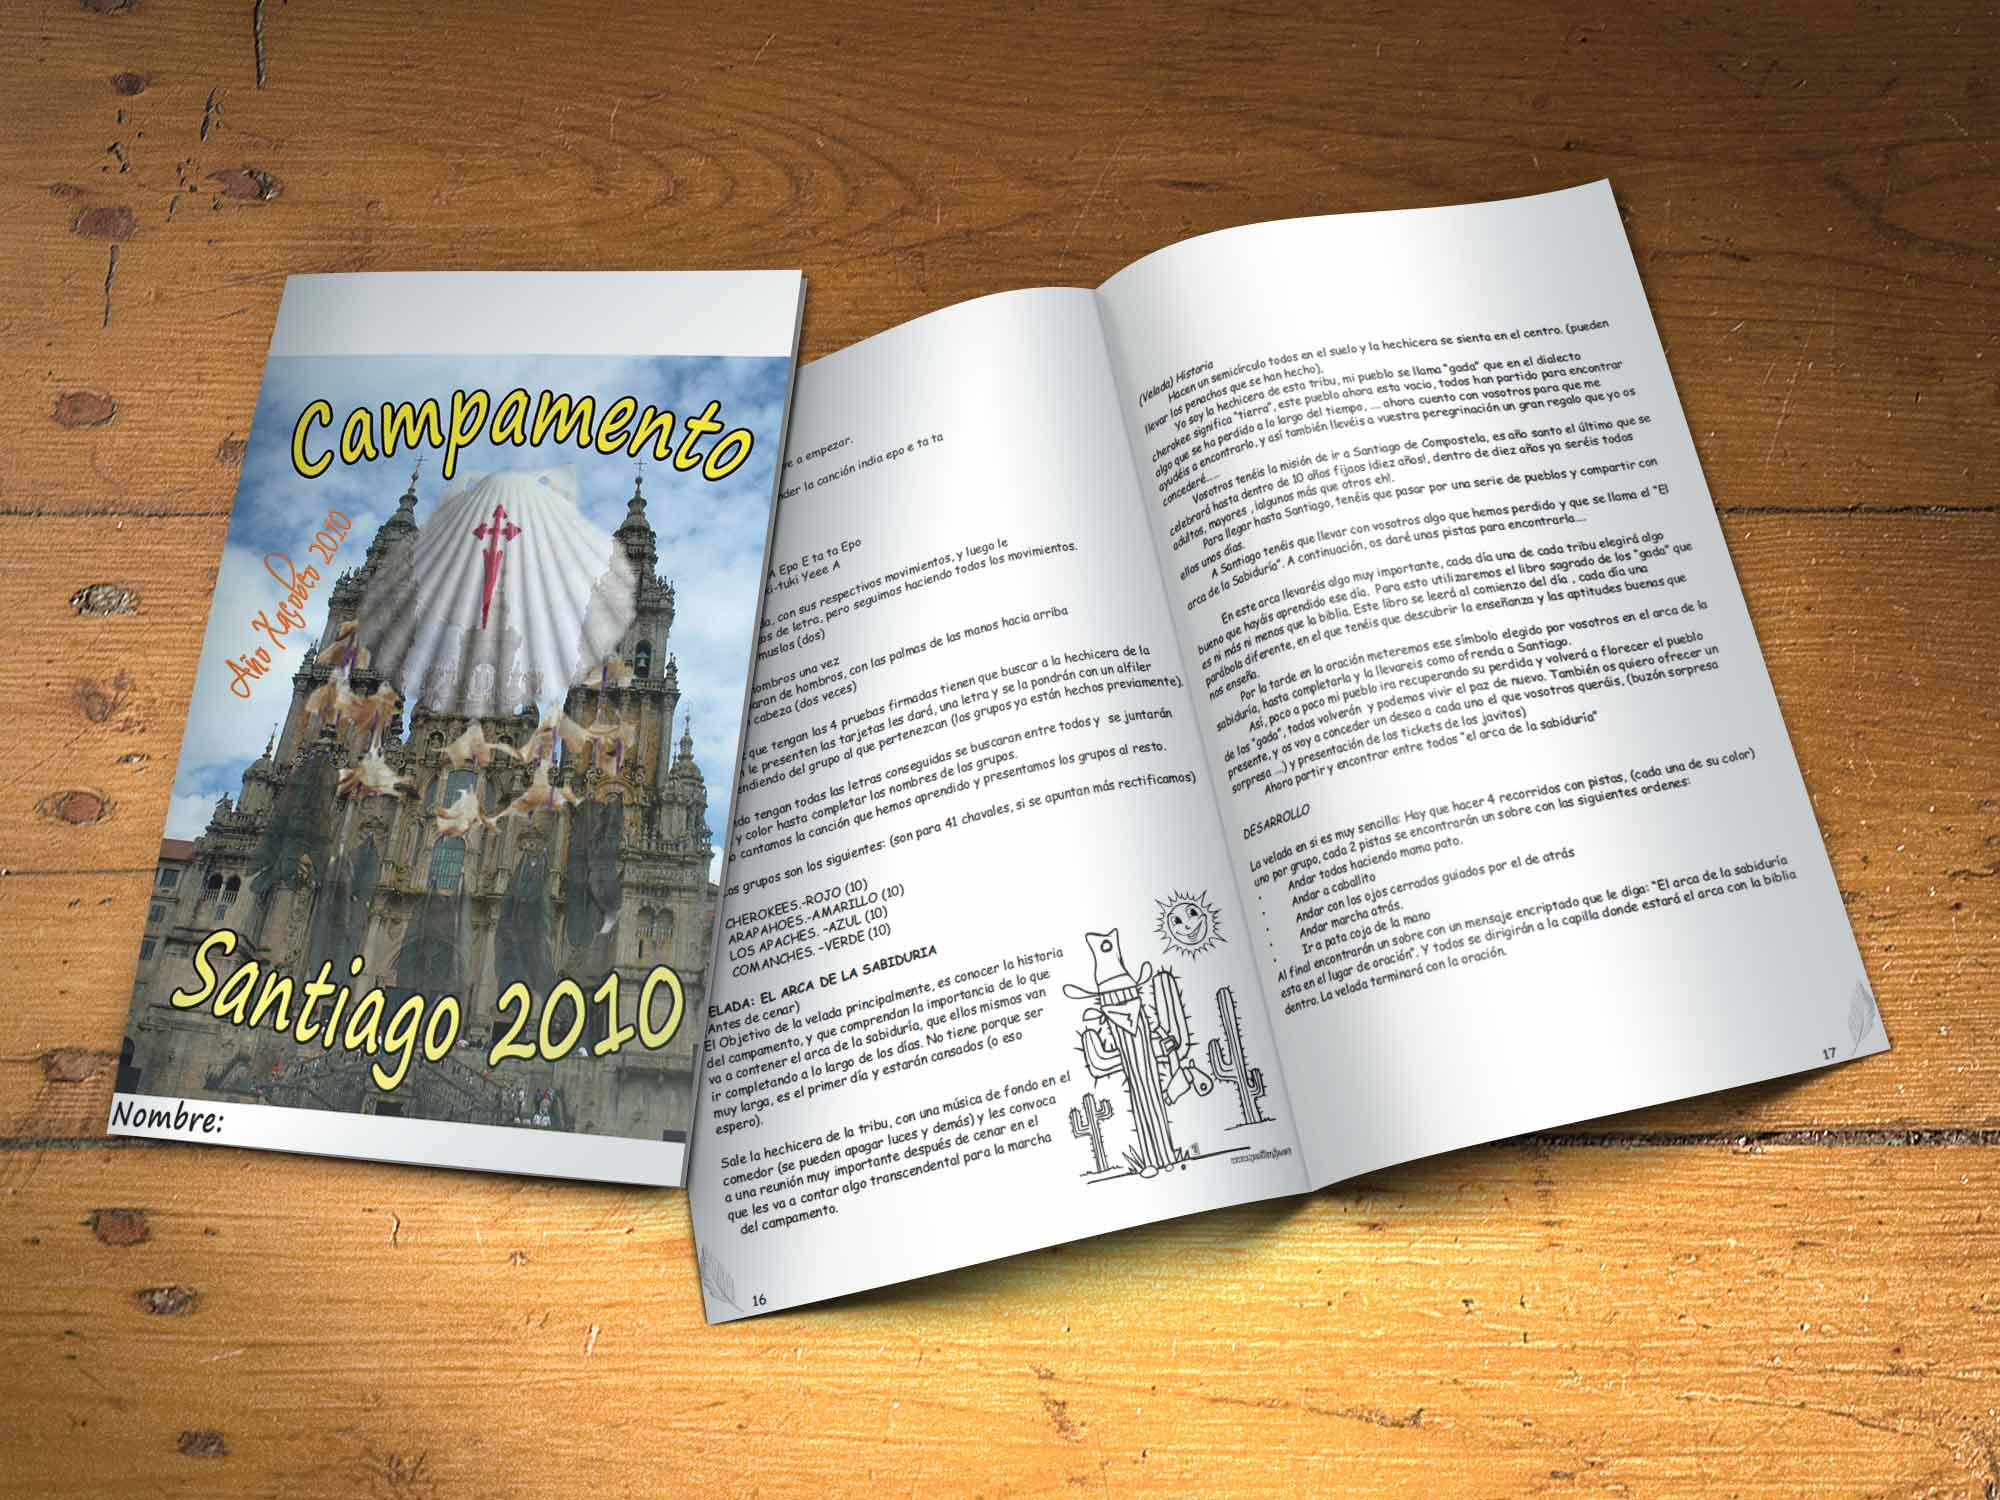 Campamento
Año Xacobeo 2010
Santiago 2010
Nombre:
a empezar.
der la canción india epo e ta ta
A Epo E ta ta Epo
-tuki Yeee A
con sus respectivos movimientos, y luego le
os de letra, pero seguimos haciendo todos los movimientos.
muslos (dos)
ombros una vez
aran de hombros, con las palmas de las manos hacia arriba
cabeza (dos veces)
que tengan las 4 pruebas firmadas tienen que buscar a la hechicera de la
le presenten las tarjetas les dará, una letra y se la pondrán con un alfiler
endiendo del grupo al que pertenezcan (los grupos ya están hechos previamente).
do tengan todas las letras conseguidas se buscaran entre todos y se juntarán
y color hasta completar los nombres de los grupos.
o cantamos la canción que hemos aprendido y presentamos los grupos al resto.
os grupos son los siguientes: (son para 41 chavales, si se apuntan más rectificamos)
CHEROKEES.-ROJO (10)
ARAPAHOES.-AMARILLO (10)
LOS APACHES. -AZUL (10)
COMANCHES. -VERDE (10)
ELADA: EL ARCA DE LA SABIDURIA
Antes de cenar)
El Objetivo de la velada principalmente, es conocer la historia
del campamento, y que comprendan la importancia de lo que
va a contener el arca de la sabiduría, que ellos mismos van
ir completando a lo largo de los días. No tiene porque ser
muy larga, es el primer día y estarán cansados (o eso
espero).
Sale la hechicera de la tribu, con una música de fondo en el
comedor (se pueden apagar luces y demás) y les convoca
a una reunión muy importante después de cenar en el
que les va a contar algo transcendental para la marcha
del campamento.
16
(Velada) Historia
Hacen un semicírculo todos en el suelo y la hechicera se sienta en el centro. (pueden
llevar los penachos que se han hecho).
Yo soy la hechicera de esta tribu, mi pueblo se llama "gada" que en el dialecto
cherokee significa "tierra", este pueblo ahora esta vacio, todos han partido para encontrar
algo que se ha perdido a lo largo del tiempo, .... ahora cuento con vosotros para que me
ayudéis a encontrarlo, y así también llevéis a vuestra peregrinación un gran regalo que yo os
concederé.....
Vosotros tenéis la misión de ir a Santiago de Compostela, es año santo el último que se
celebrará hasta dentro de 10 años fijaos ¡diez años!, dentro de diez años ya seréis todos
adultos, mayores , ¡algunos más que otros eh!.
Para llegar hasta Santiago, tenéis que pasar por una serie de pueblos y compartir con
ellos unos días.
A Santiago tenéis que llevar con vosotros algo que hemos perdido y que se llama el "El
arca de la Sabiduría". A continuación, os daré unas pistas para encontrarla....
En este arca llevaréis algo muy importante, cada día una de cada tribu elegirá algo
bueno que hayáis aprendido ese día. Para esto utilizaremos el libro sagrado de los "gada" que
es ni más ni menos que la biblia. Este libro se leerá al comienzo del día , cada día una
parábola diferente, en el que tenéis que descubrir la enseñanza y las aptitudes buenas que
nos enseña.
Por la tarde en la oración meteremos ese símbolo elegido por vosotros en el arca de la
sabiduría, hasta completarla y la llevareis como ofrenda a Santiago.
Así, poco a poco mi pueblo ira recuperando su perdida y volverá a florecer el pueblo
de los "gada", todos volverán y podemos vivir el paz de nuevo. También os quiero ofrecer un
presente, y os voy a conceder un deseo a cada uno el que vosotros queráis, (buzón sorpresa
sorpresa ...) y presentación de los tickets de los javitos)
Ahora partir y encontrar entre todos "el arca de la sabiduría"
DESARROLLO
La velada en si es muy sencilla: Hay que hacer 4 recorridos con pistas, (cada una de su color)
uno por grupo, cada 2 pistas se encontrarán un sobre con las siguientes ordenes:
Andar todos haciendo mama pato.
• Andar a caballito
• Andar con los ojos cerrados guiados por el de atrás
• Andar marcha atrás.
• Ir a pata coja de la mano
Al final encontrarán un sobre con un mensaje encriptado que le diga: "El arca de la sabiduría
esta en el lugar de oración". Y todos se dirigirán a la capilla donde estará el arca con la biblia
dentro. La velada terminará con la oración.
17